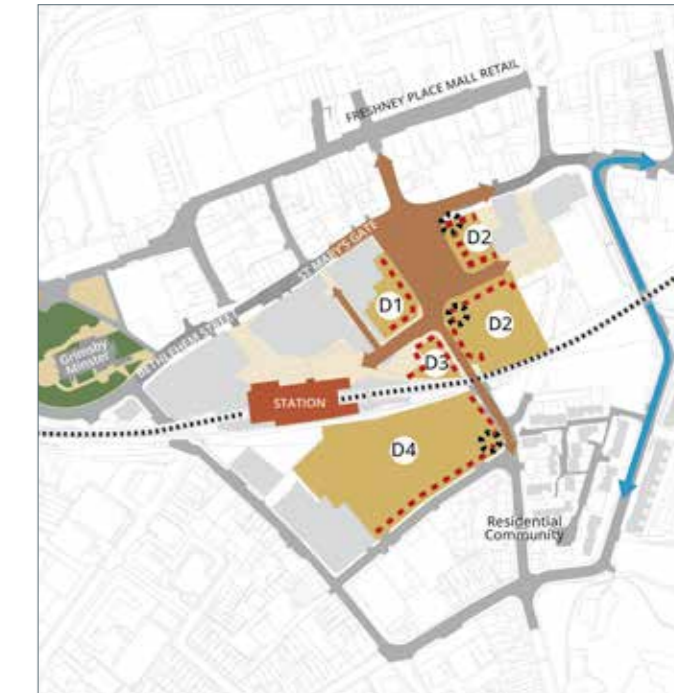 FRESHNEY PLACE MALL RETAIL
D2
ST MARY'S GATE
D1
D2
BETHLEHEM STREET
Grimsby
Minster
D3
STATION
D4
Residential
Community